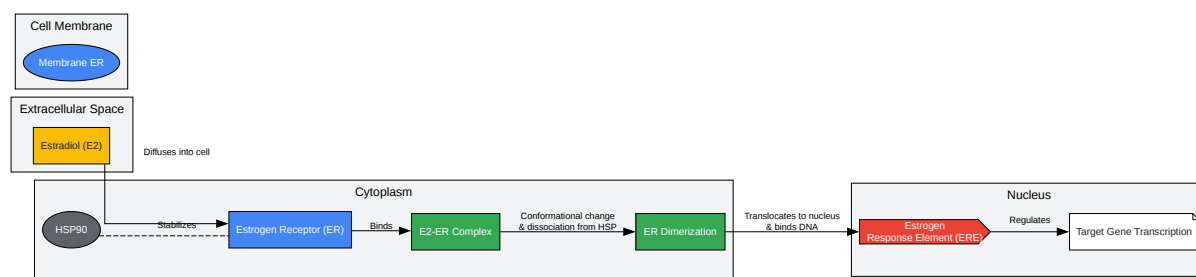 Cell Membrane
Membrane ER
Extracellular Space
Estradiol (E2)
Diffuses into cell
Cytoplasm
HSP90
Stabilizes
Estrogen Receptor (ER)
Binds
E2-ER Complex
Conformational change
& dissociation from HSP
ER Dimerization
Translocates to nucleus
& binds DNA
Nucleus
Estrogen
Response Element (ERE)
Regulates
Target Gene Transcription